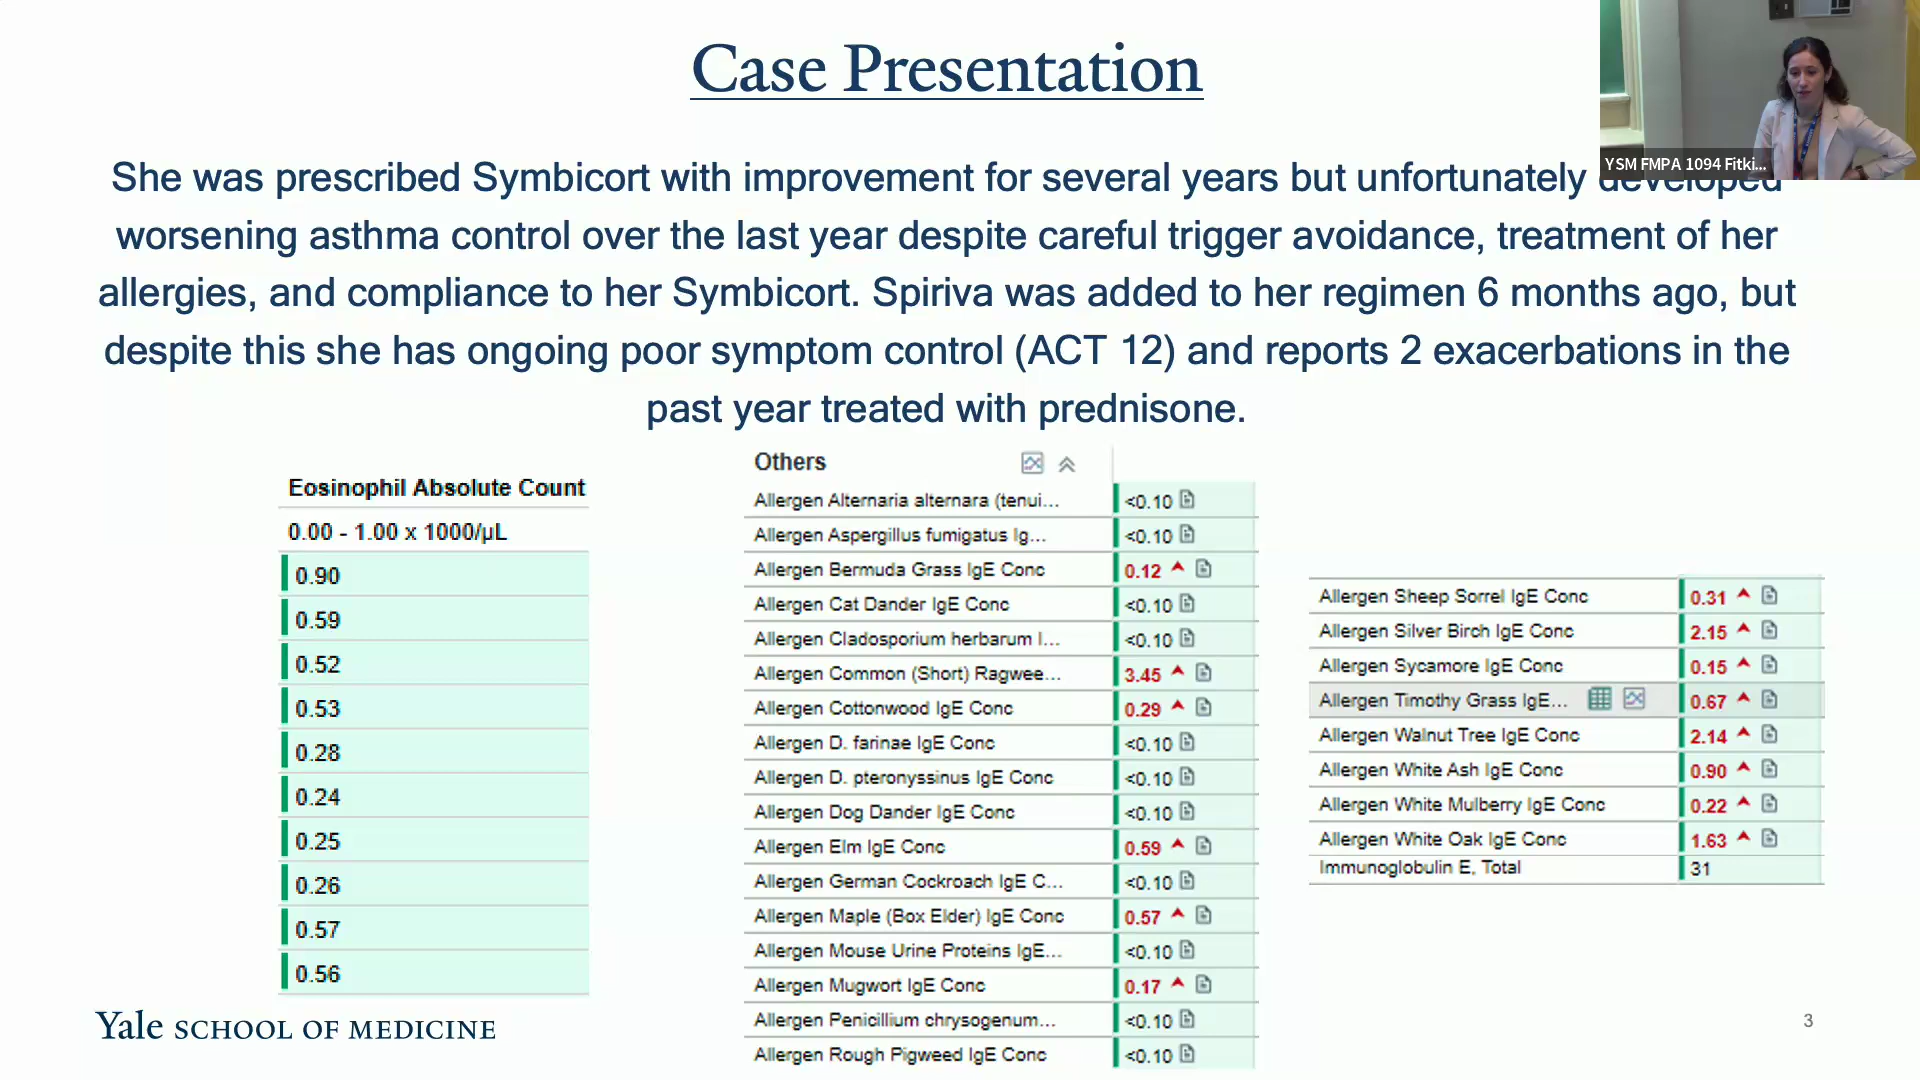 Case Presentation
YSM FMPA 1094 Fitki...
She was prescribed Symbicort with improvement for several years but unfortunately developed
worsening asthma control over the last year despite careful trigger avoidance, treatment of her
allergies, and compliance to her Symbicort. Spiriva was added to her regimen 6 months ago, but
despite this she has ongoing poor symptom control (ACT 12) and reports 2 exacerbations in the
past year treated with prednisone.
Eosinophil Absolute Count
0.00 - 1.00 x 1000/µL
0.90
0.59
0.52
0.53
0.28
0.24
0.25
0.26
0.57
0.56
Others
Allergen Alternaria alternara (tenui... <0.10
Allergen Aspergillus fumigatus Ig... <0.10
Allergen Bermuda Grass IgE Conc 0.12
Allergen Cat Dander IgE Conc <0.10
Allergen Cladosporium herbarum I... <0.10
Allergen Common (Short) Ragwee... 3.45
Allergen Cottonwood IgE Conc 0.29
Allergen D. farinae IgE Conc <0.10
Allergen D. pteronyssinus IgE Conc <0.10
Allergen Dog Dander IgE Conc <0.10
Allergen Elm IgE Conc 0.59
Allergen German Cockroach IgE C... <0.10
Allergen Maple (Box Elder) IgE Conc 0.57
Allergen Mouse Urine Proteins IgE... <0.10
Allergen Mugwort IgE Conc 0.17
Allergen Penicillium chrysogenum... <0.10
Allergen Rough Pigweed IgE Conc <0.10
Allergen Sheep Sorrel IgE Conc 0.31
Allergen Silver Birch IgE Conc 2.15
Allergen Sycamore IgE Conc 0.15
Allergen Timothy Grass IgE... 0.67
Allergen Walnut Tree IgE Conc 2.14
Allergen White Ash IgE Conc 0.90
Allergen White Mulberry IgE Conc 0.22
Allergen White Oak IgE Conc 1.63
Immunoglobulin E, Total 31
Yale SCHOOL OF MEDICINE
3